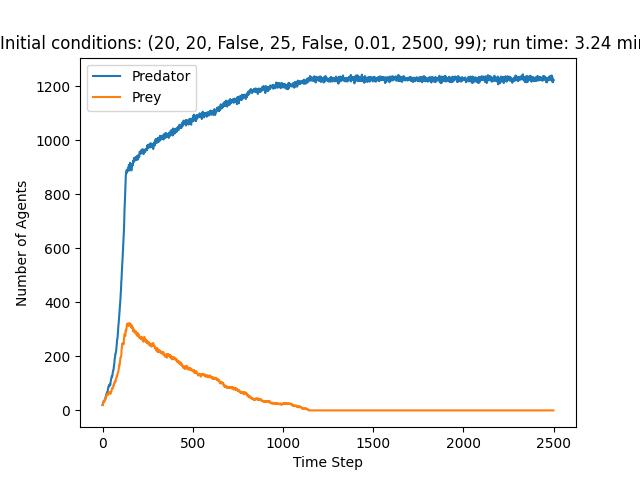 Initial conditions: (20, 20, False, 25, False, 0.01, 2500, 99); run time: 3.24 min
Predator
Prey
1200
1000
800
600
400
200
0
Number of Agents
0 500 1000 1500 2000 2500
Time Step